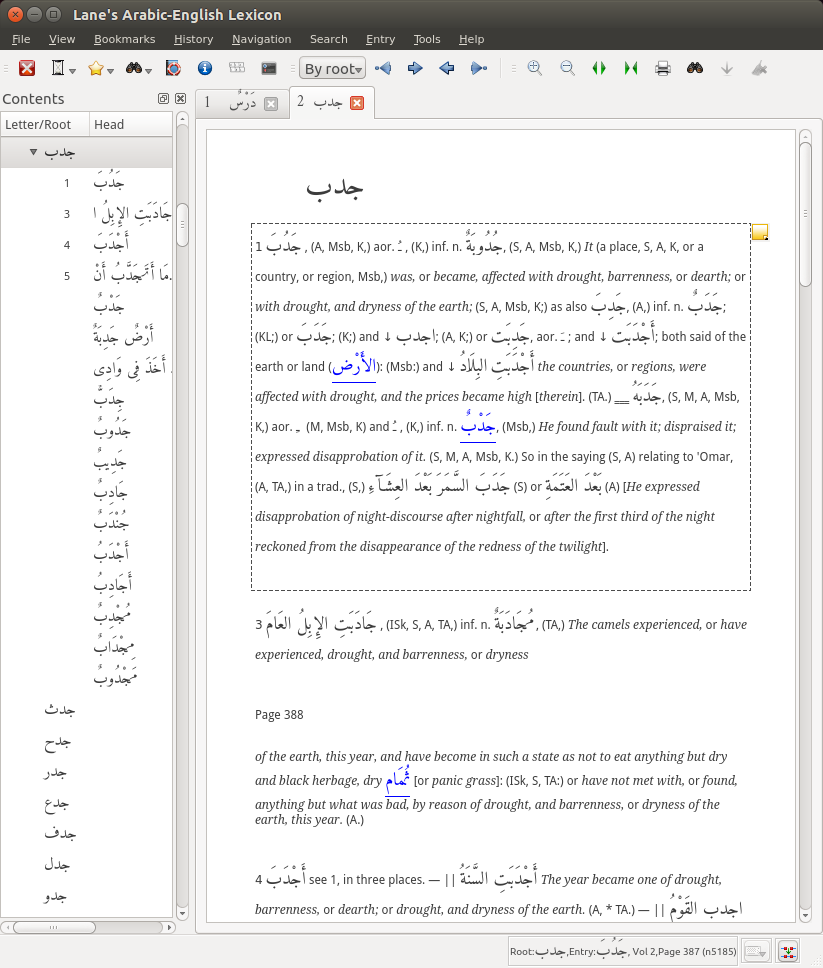 Lane's Arabic-English Lexicon
File View Bookmarks History Navigation Search Entry Tools Help
By root
Contents
1 دَرْسٌ
2 جدب
Letter/Root Head
جدب
1 جَدُبَ
3 جَادَبَتِ الإِبِلُ ا
4 أَجْدَبَ
5 مَا أَتَجَدَّبُ أَنْ
جَدْبٌ
أَرْضٌ جَدِبَةٌ
أَخَذَ فِى وَادِى
جِدَبٌّ
جَدُوبٌ
جَدِيبٌ
جَادِبٌ
جُنْدَبٌ
أَجْدَبُ
أَجَادِبُ
مُجْدِبٌ
مِجْدَابٌ
مَجْدُوبٌ
جدث
جدح
جدر
جدع
جدف
جدل
جدو
جدب
1 جَدُبَ , (A, Msb, K,) aor. ـُ , (K,) inf. n. جُدُوبَةٌ, (S, A, Msb, K,) It (a place, S, A, K, or a
country, or region, Msb,) was, or became, affected with drought, barrenness, or dearth; or
with drought, and dryness of the earth; (S, A, Msb, K;) as also جَدِبَ, (A,) inf. n. جَدَبٌ;
(KL;) or جَدَبَ; (K;) and ↓ اجدب; (A, K;) or جَدِبَت, aor. ـَ ; and ↓ أَجْدَبَت; both said of the
earth or land (الأَرْض): (Msb:) and ↓ أَجْدَبَتِ البِلَادُ the countries, or regions, were
affected with drought, and the prices became high [therein]. (TA.) __ جَدَبَهُ, (S, M, A, Msb,
K,) aor. ـِ (M, Msb, K) and ـُ , (K,) inf. n. جَدْبٌ, (Msb,) He found fault with it; dispraised it;
expressed disapprobation of it. (S, M, A, Msb, K.) So in the saying (S, A) relating to 'Omar,
(A, TA,) in a trad., (S,) جَدَبَ السَّمَرَ بَعْدَ العِشَآءِ (S) or بَعْدَ العَتَمَةِ (A) [He expressed
disapprobation of night-discourse after nightfall, or after the first third of the night
reckoned from the disappearance of the redness of the twilight].
3 جَادَبَتِ الإِبِلُ العَامَ , (ISk, S, A, TA,) inf. n. مُجَادَبَةٌ, (TA,) The camels experienced, or have
experienced, drought, and barrenness, or dryness
Page 388
of the earth, this year, and have become in such a state as not to eat anything but dry
and black herbage, dry ثُمَام [or panic grass]: (ISk, S, TA:) or have not met with, or found,
anything but what was bad, by reason of drought, and barrenness, or dryness of the
earth, this year. (A.)
4 أَجْدَبَ see 1, in three places. — || أَجْدَبَتِ السَّنَةُ The year became one of drought,
barrenness, or dearth; or drought, and dryness of the earth. (A, * TA.) — || اجدب القَوْمُ
Root:جدب,Entry:جَدُبَ, Vol 2,Page 387 (n5185)